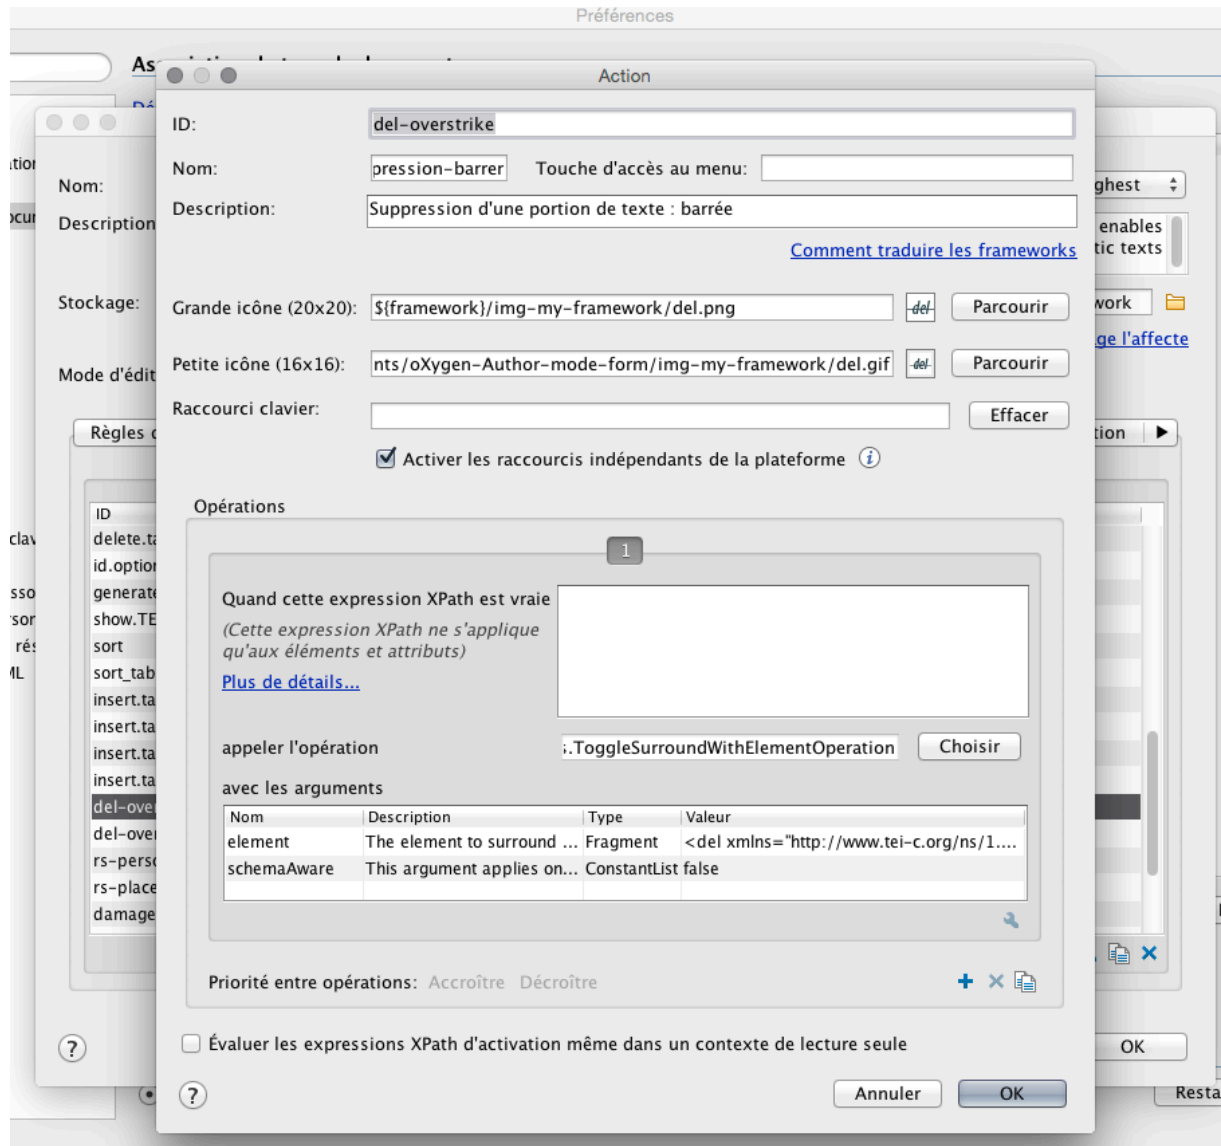 Préférences
Action
ID:
del-overstrike
Nom:
pression-barrer
Touche d'accès au menu:
Description:
Suppression d'une portion de texte : barrée
Comment traduire les frameworks
Grande icône (20x20):
${framework}/img-my-framework/del.png
del
Parcourir
Petite icône (16x16):
nts/oXygen-Author-mode-form/img-my-framework/del.gif
del
Parcourir
Raccourci clavier:
Effacer
Activer les raccourcis indépendants de la plateforme
Opérations
1
Quand cette expression XPath est vraie
(Cette expression XPath ne s'applique
qu'aux éléments et attributs)
Plus de détails...
appeler l'opération
.ToggleSurroundWithElementOperation
Choisir
avec les arguments
Nom Description Type Valeur
element The element to surround ... Fragment <del xmlns="http://www.tei-c.org/ns/1....
schemaAware This argument applies on... ConstantList false
Priorité entre opérations: Accroître Décroître
Évaluer les expressions XPath d'activation même dans un contexte de lecture seule
?
Annuler
OK
Nom:
Description
Stockage:
Mode d'édit
Règles
ghest
enables
tic texts
work
ge l'affecte
tion
ID
delete.ta
id.option
generate
show.TE
sort
sort_tab
insert.ta
insert.ta
insert.ta
insert.ta
del-over
del-over
rs-perso
rs-place
damage
?
OK
Resta